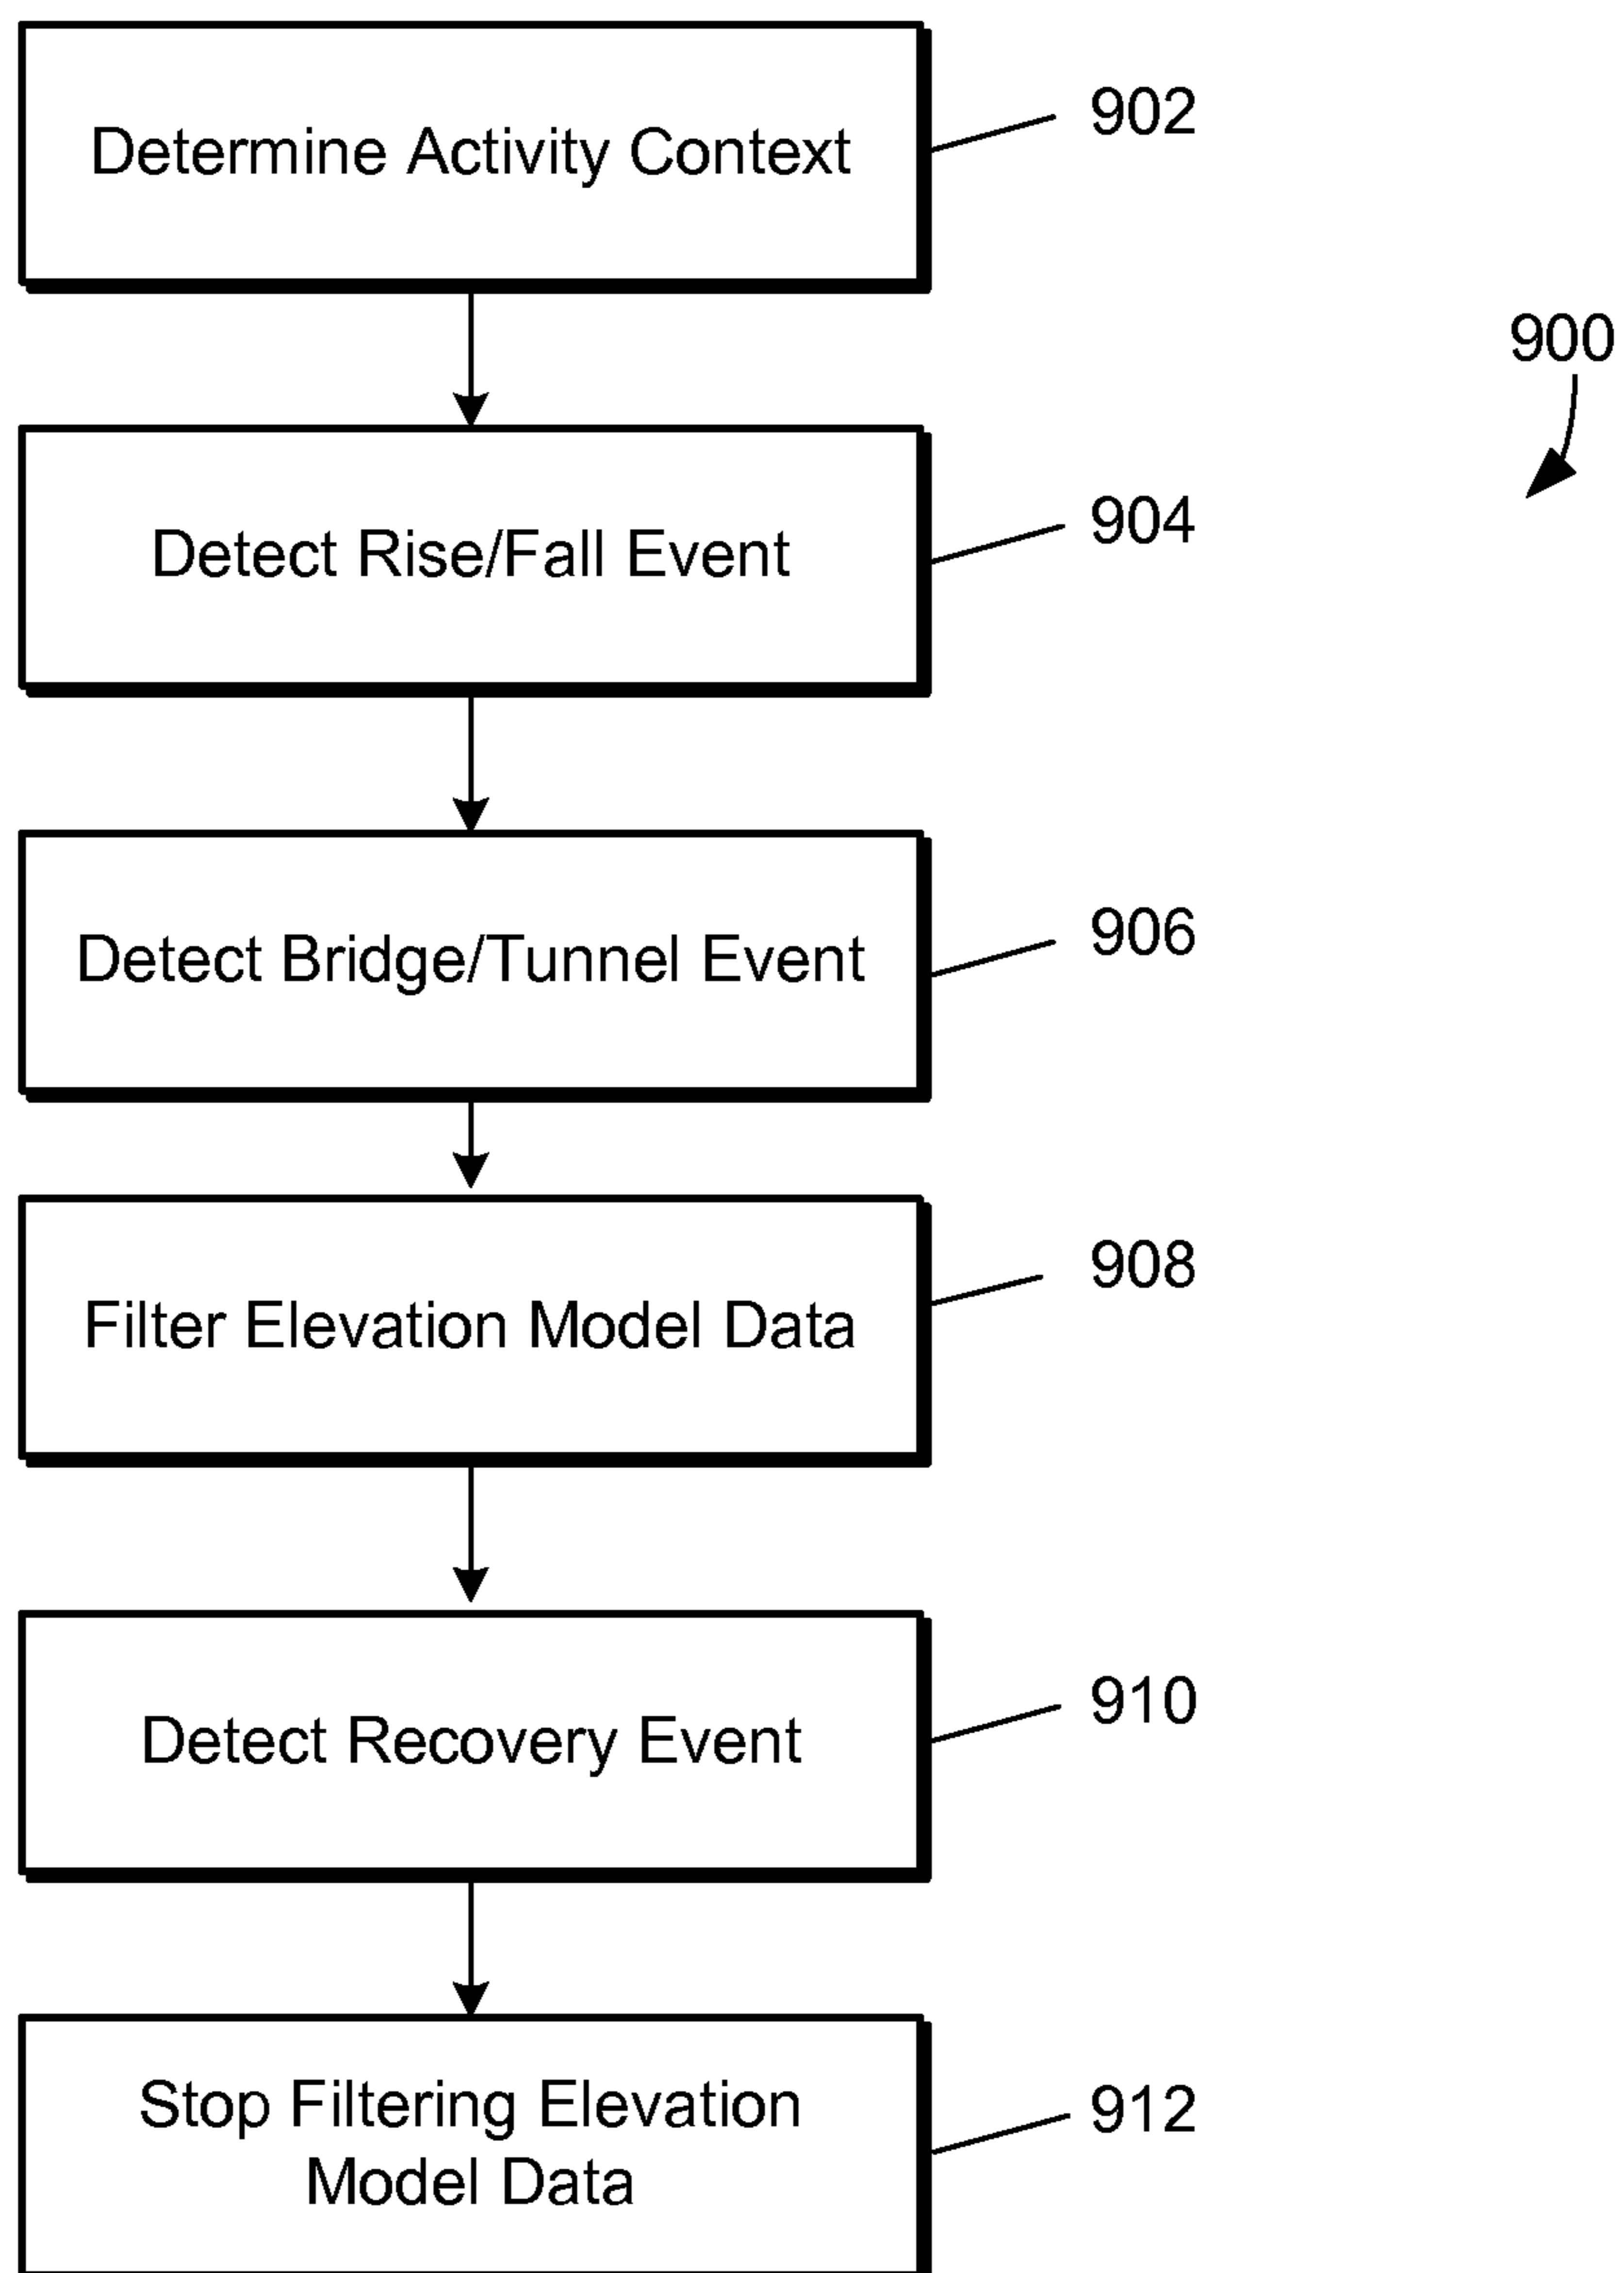 Determine Activity Context
902
900
Detect Rise/Fall Event
904
Detect Bridge/Tunnel Event
906
Filter Elevation Model Data
908
Detect Recovery Event
910
Stop Filtering Elevation
Model Data
912